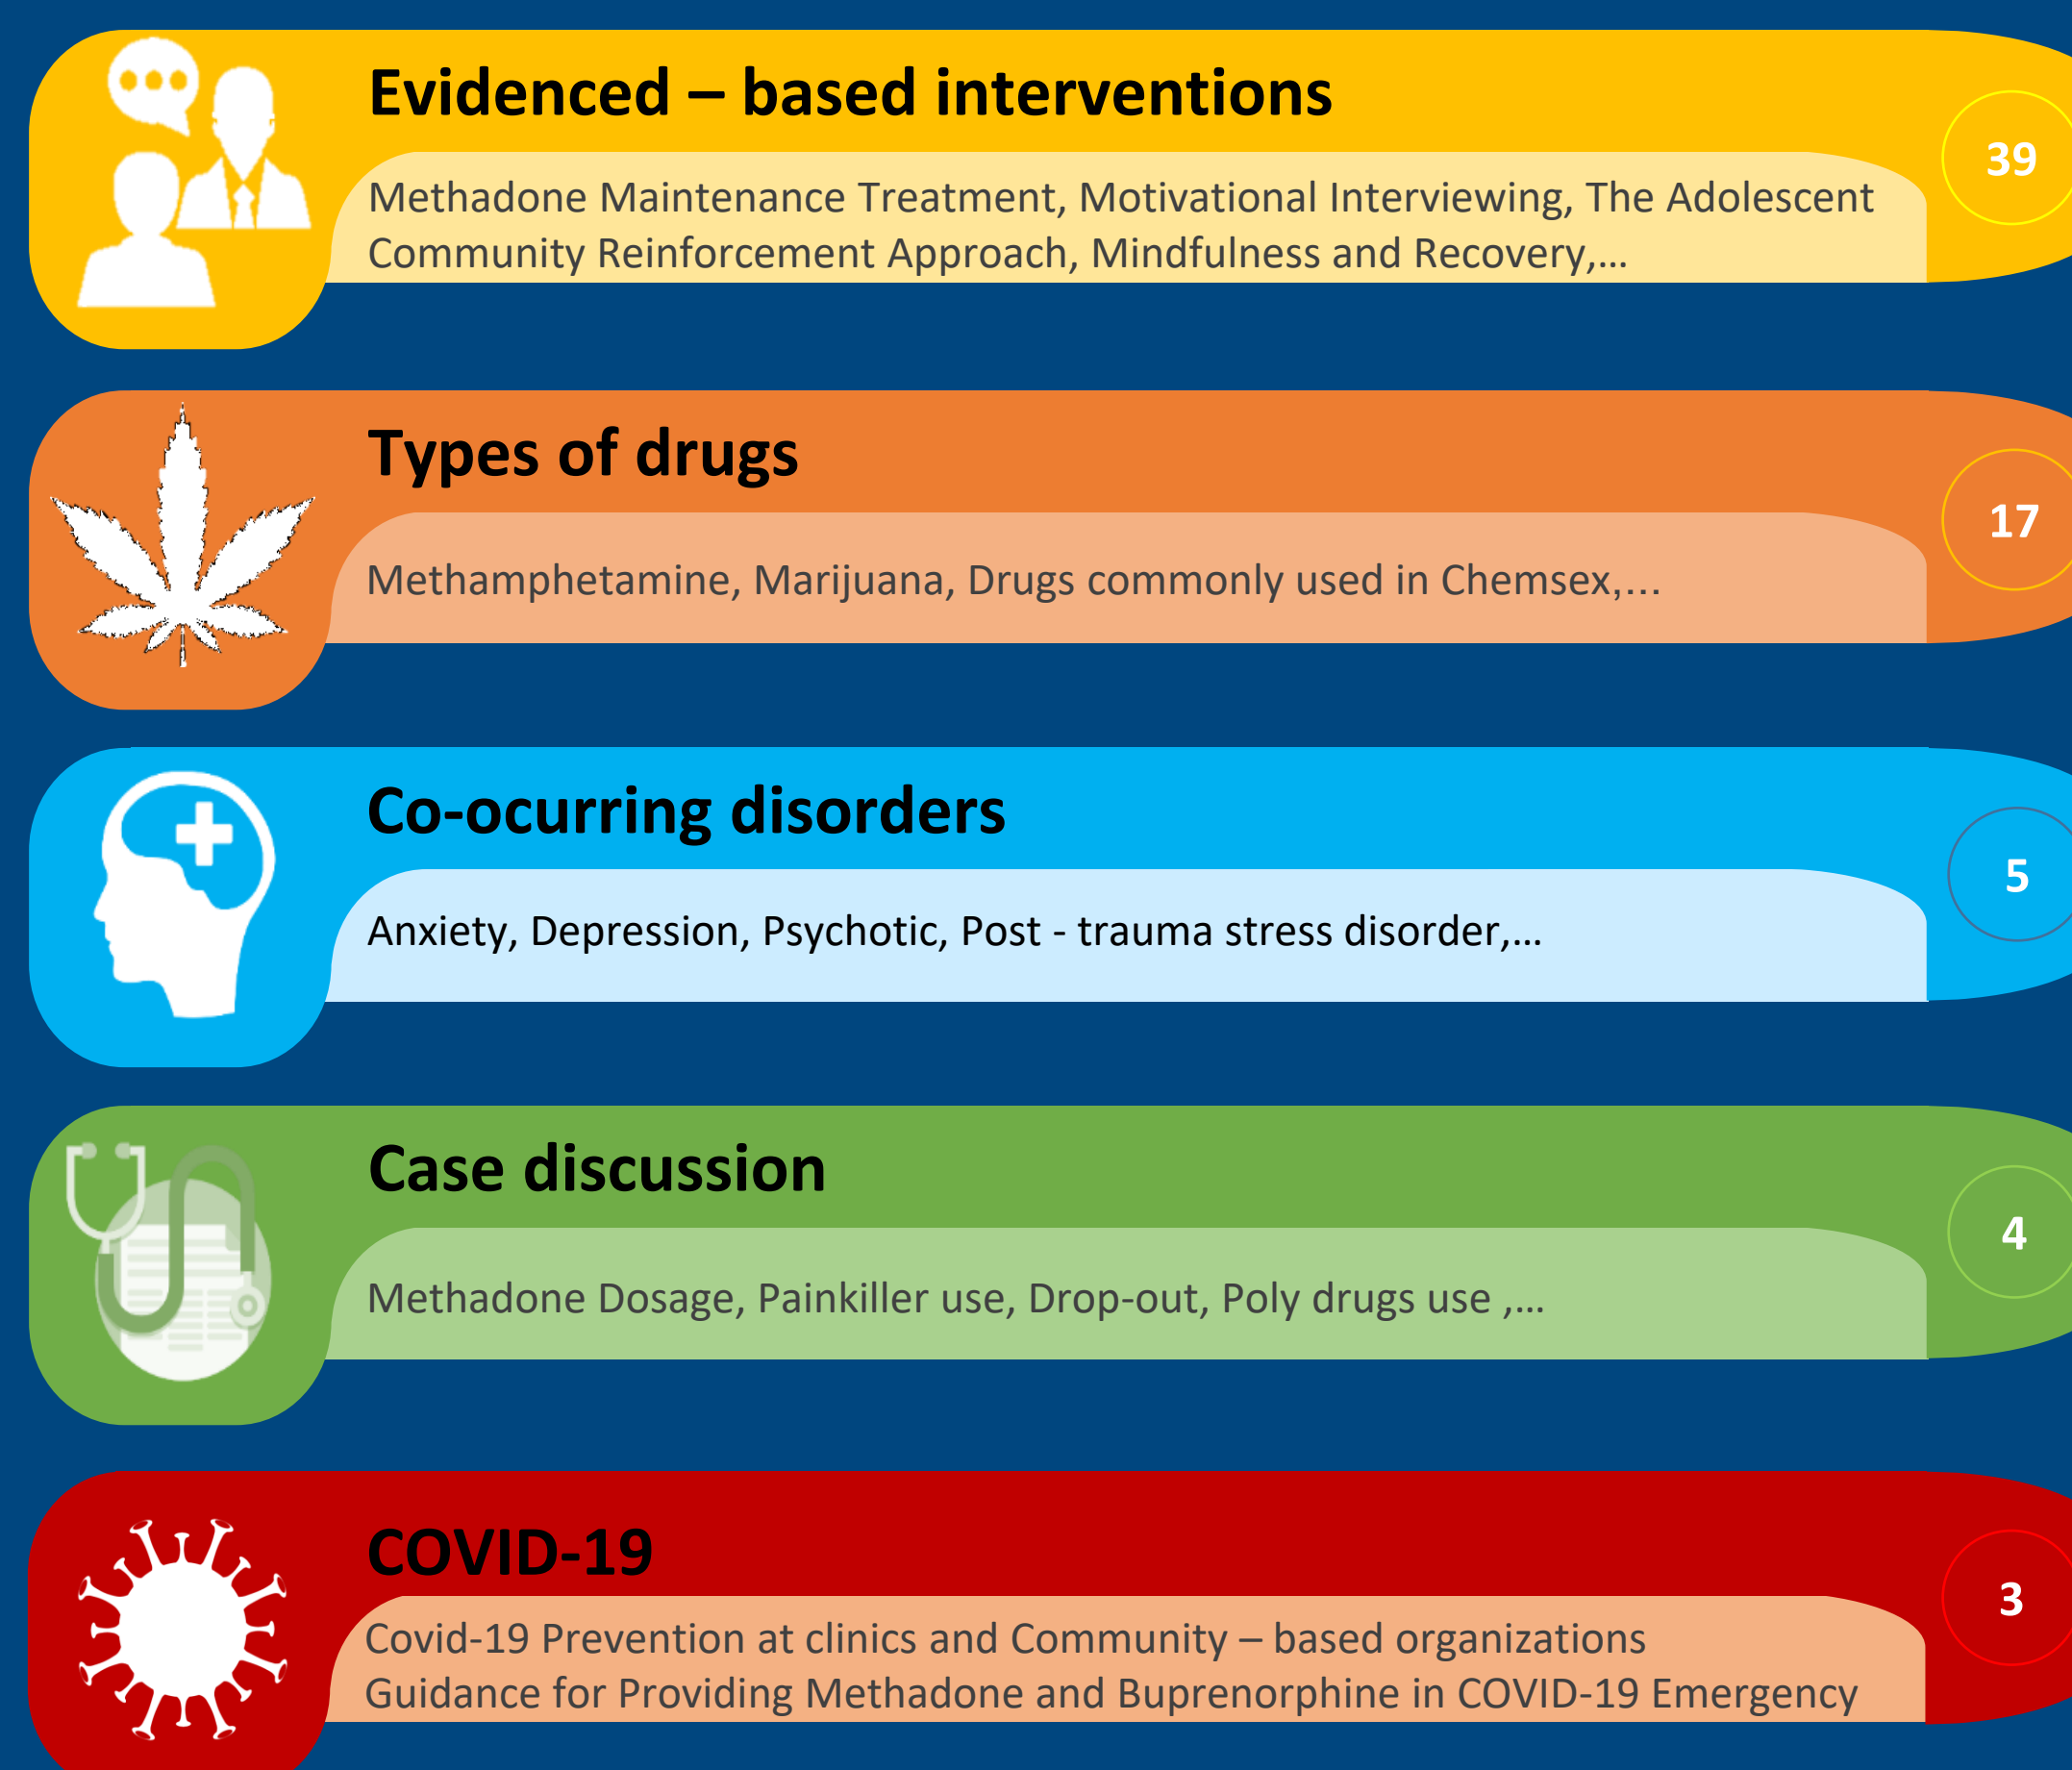 Evidenced – based interventions
39
Methadone Maintenance Treatment, Motivational Interviewing, The Adolescent
Community Reinforcement Approach, Mindfulness and Recovery,...
Types of drugs
17
Methamphetamine, Marijuana, Drugs commonly used in Chemsex,...
Co-ocurring disorders
5
Anxiety, Depression, Psychotic, Post - trauma stress disorder,...
Case discussion
4
Methadone Dosage, Painkiller use, Drop-out, Poly drugs use ,...
COVID-19
3
Covid-19 Prevention at clinics and Community – based organizations
Guidance for Providing Methadone and Buprenorphine in COVID-19 Emergency